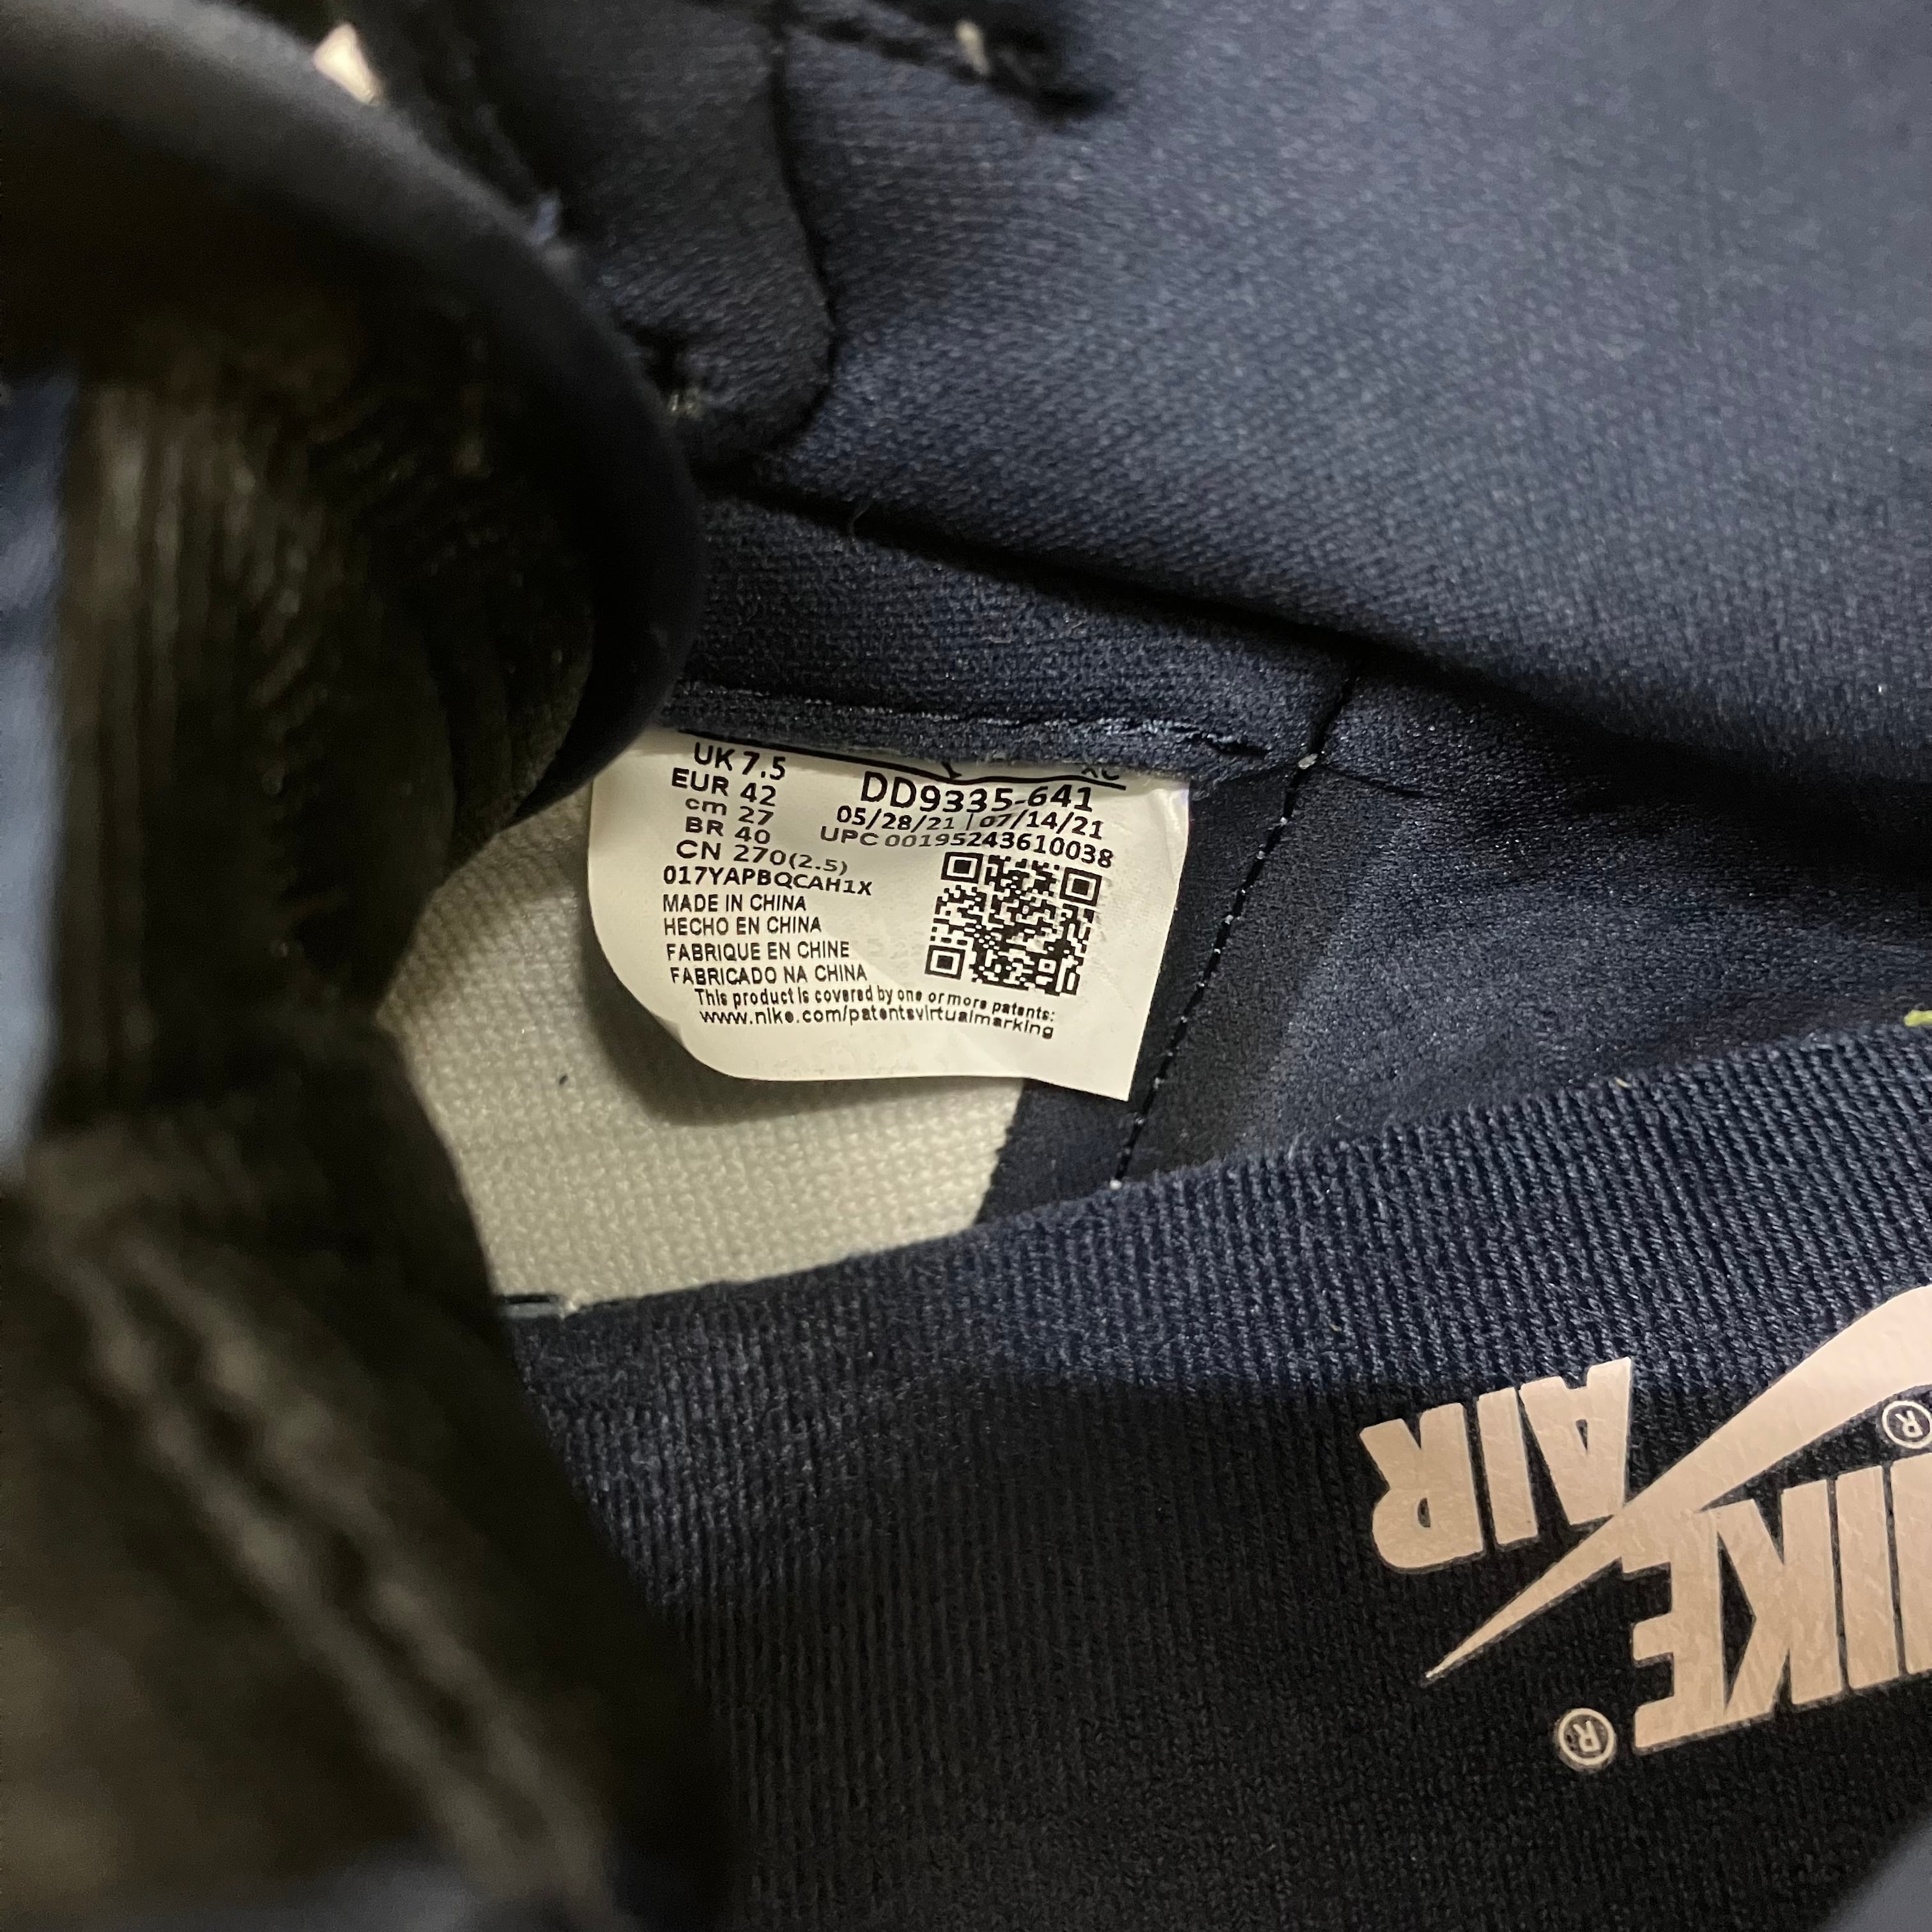 UK 7.5
EUR 42
cm 27
BR 40
CN 270(2.5)
017YAPBQCAH1X
DD9335-641
05/28/21 | 07/14/21
UPC 00195243610038
MADE IN CHINA
HECHO EN CHINA
FABRIQUE EN CHINE
FABRICADO NA CHINA
This product is covered by one or more patents:
www.nike.com/patentsvirtualmarking
NIKE ®
AIR ®